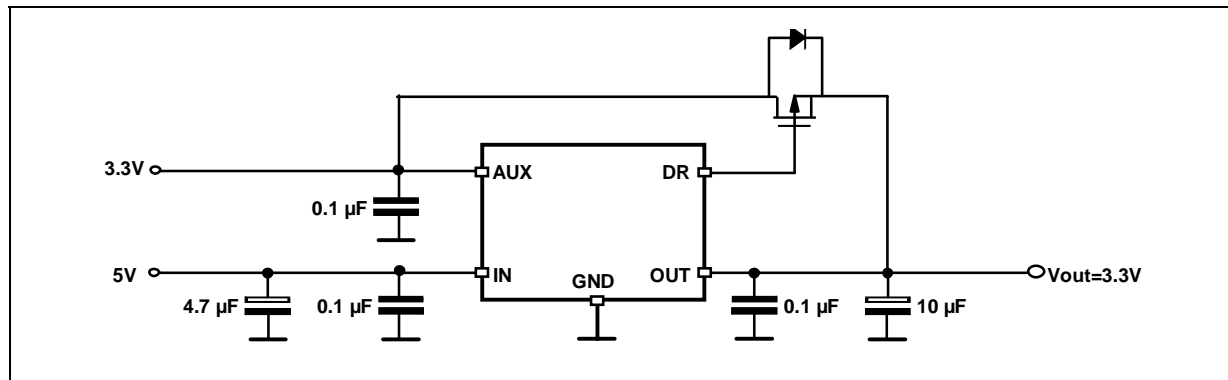 3.3V
AUX
DR
0.1 µF
5V
IN
GND
OUT
Vout=3.3V
4.7 µF
0.1 µF
0.1 µF
10 µF